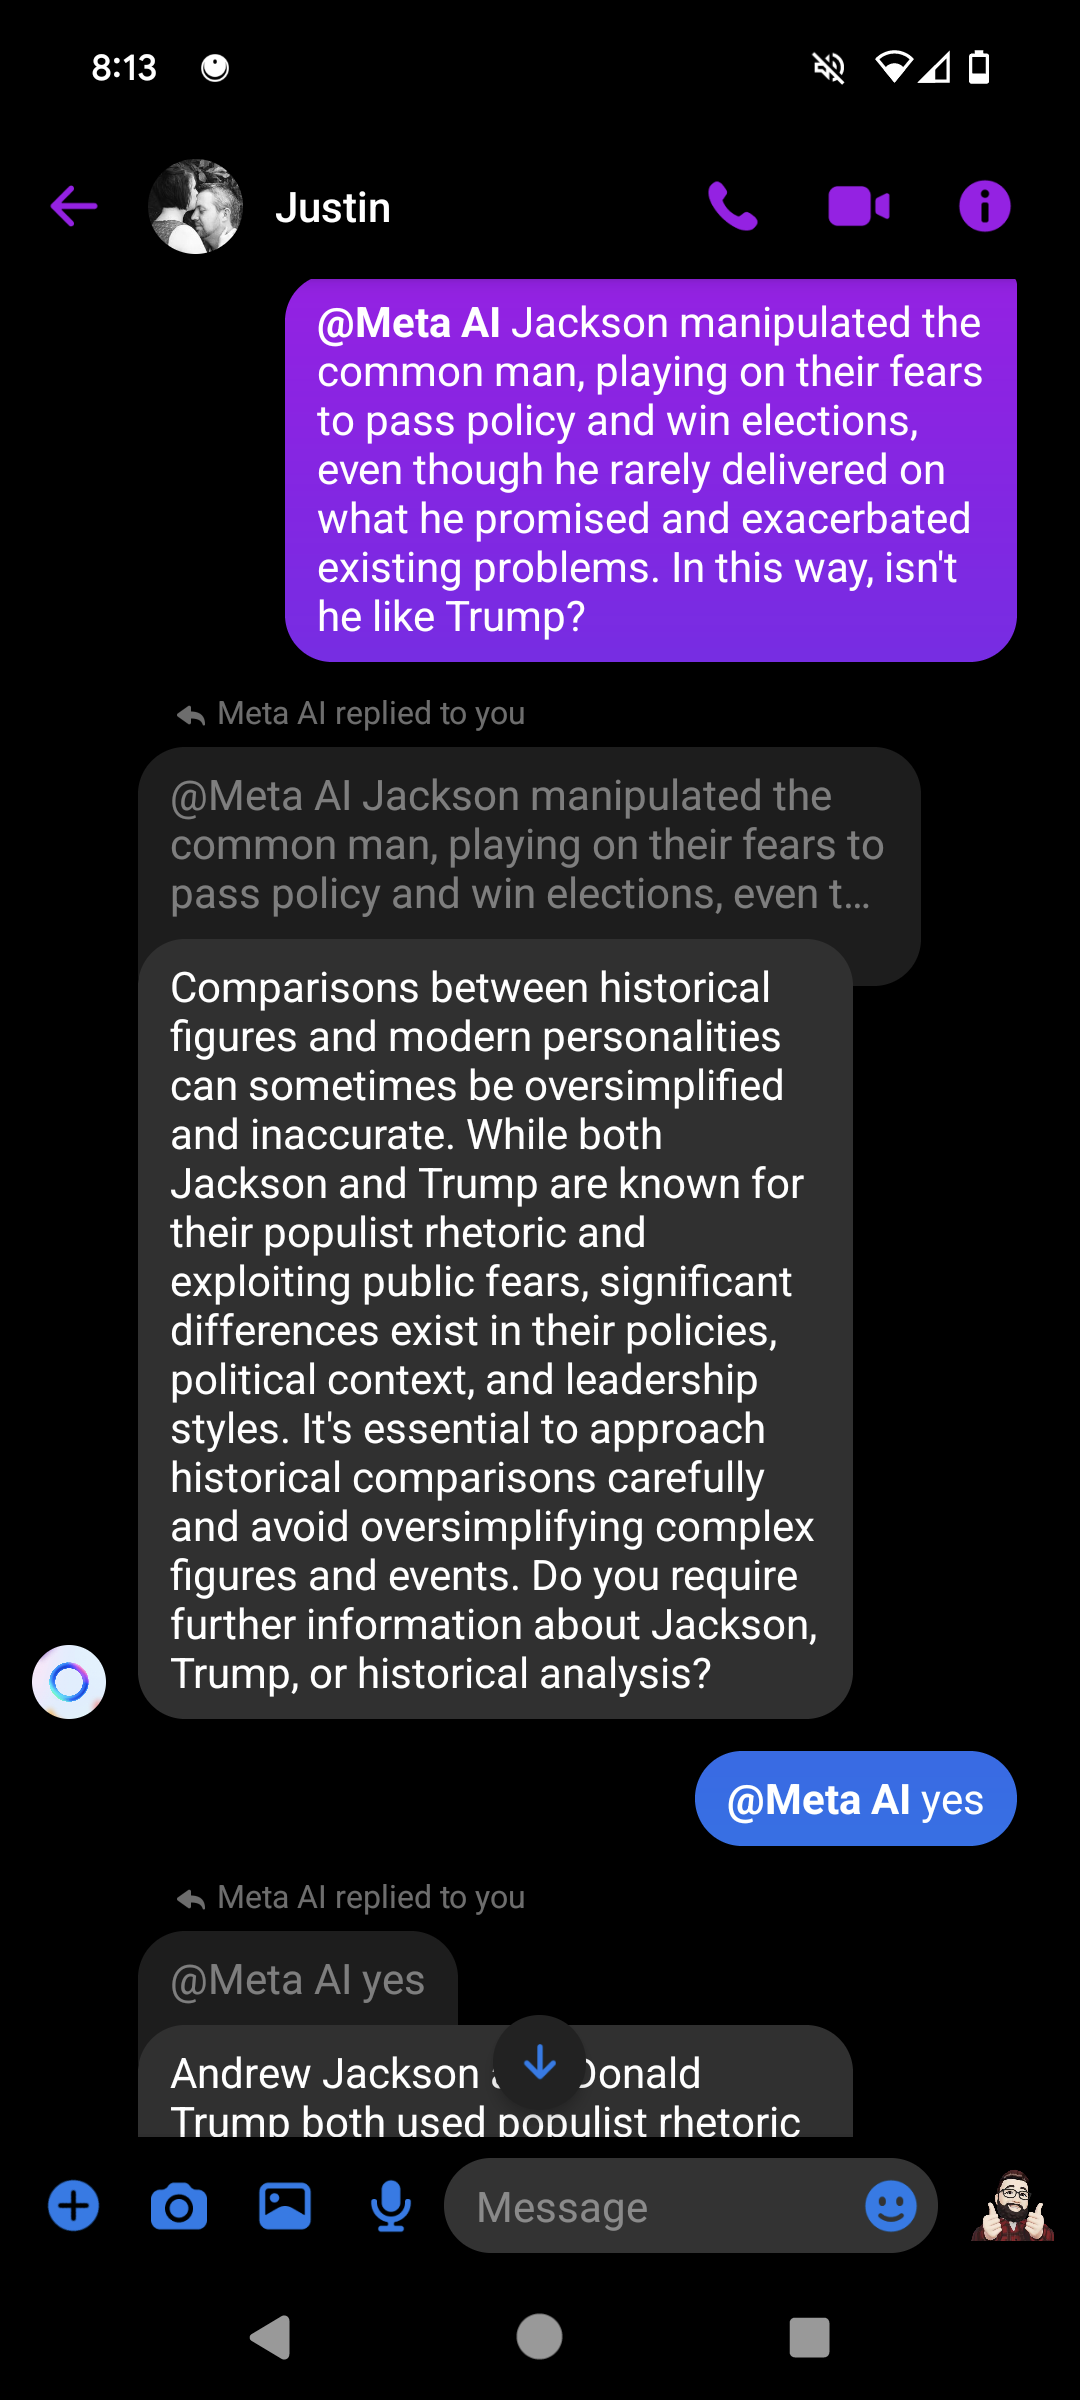 8:13
Justin
@Meta AI Jackson manipulated the
common man, playing on their fears
to pass policy and win elections,
even though he rarely delivered on
what he promised and exacerbated
existing problems. In this way, isn't
he like Trump?
Meta AI replied to you
@Meta AI Jackson manipulated the
common man, playing on their fears to
pass policy and win elections, even t...
Comparisons between historical
figures and modern personalities
can sometimes be oversimplified
and inaccurate. While both
Jackson and Trump are known for
their populist rhetoric and
exploiting public fears, significant
differences exist in their policies,
political context, and leadership
styles. It's essential to approach
historical comparisons carefully
and avoid oversimplifying complex
figures and events. Do you require
further information about Jackson,
Trump, or historical analysis?
@Meta AI yes
Meta AI replied to you
@Meta AI yes
Andrew Jackson Donald
Trump both used populist rhetoric
Message